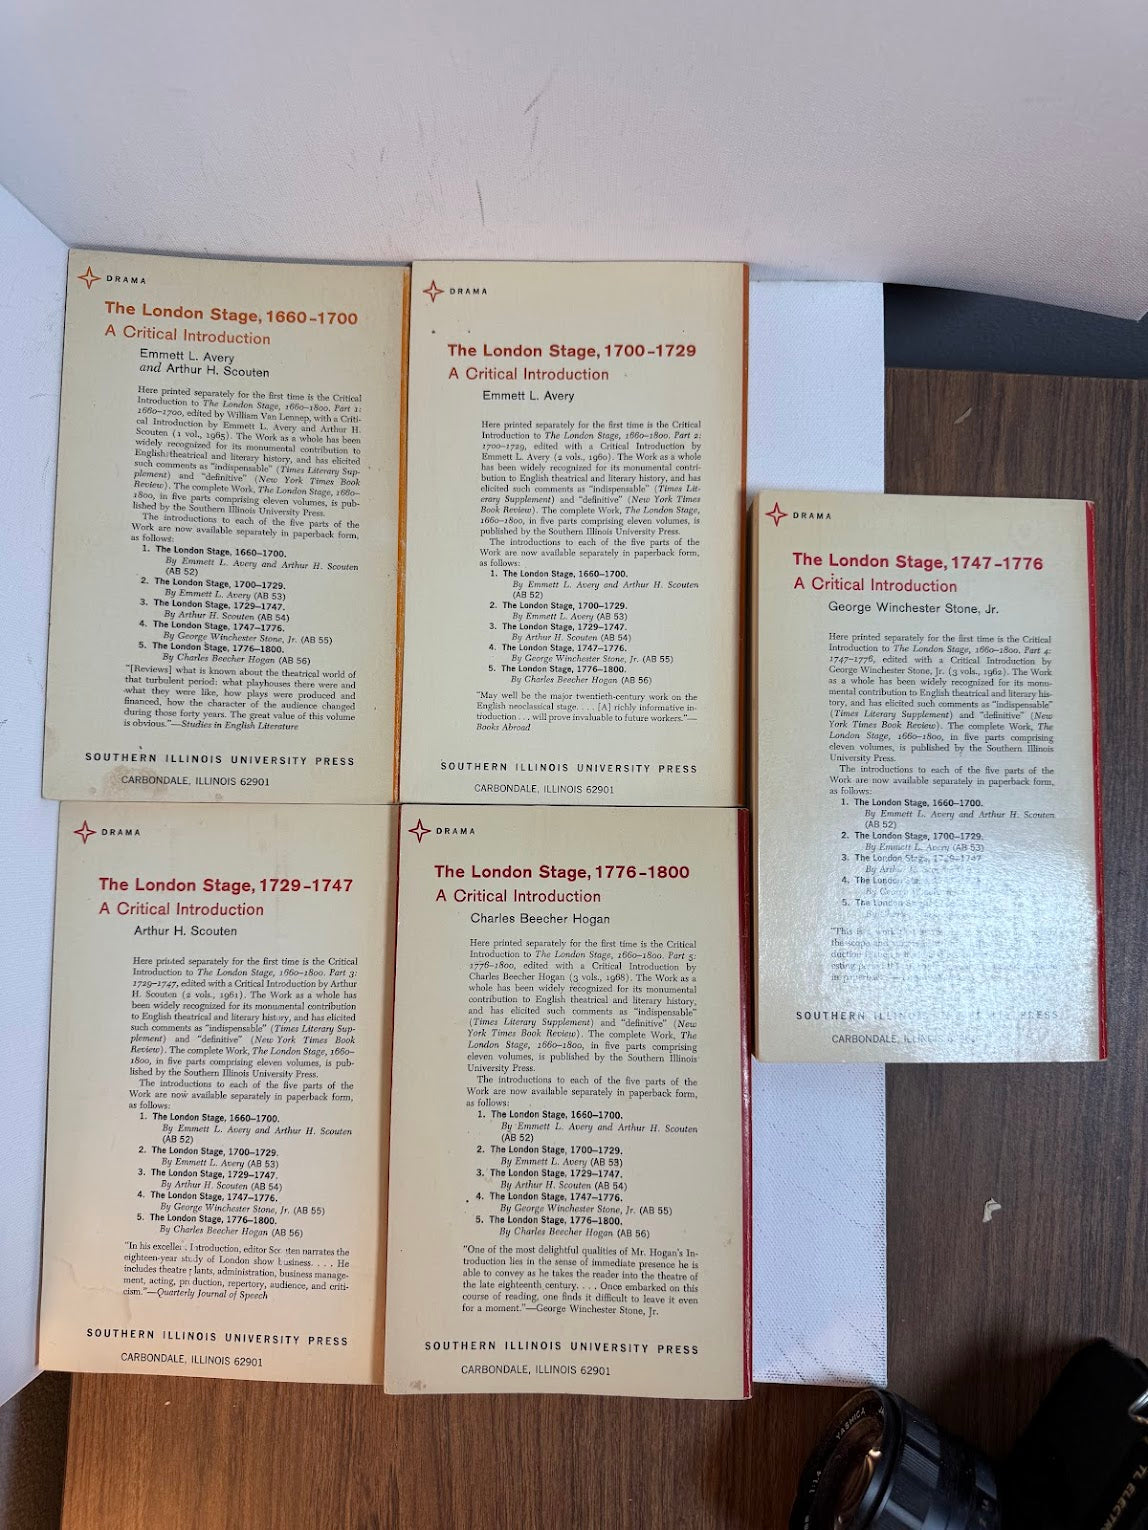 DRAMA
The London Stage, 1660–1700
A Critical Introduction
Emmett L. Avery
and Arthur H. Scouten
Here printed separately for the first time is the Critical
Introduction to The London Stage, 1660–1800. Part 1:
1660–1700, edited by William Van Lennep, with a Criti-
cal Introduction by Emmett L. Avery and Arthur H.
Scouten (1 vol., 1965). The Work as a whole has been
widely recognized for its monumental contribution to
English theatrical and literary history, and has elicited
such comments as "indispensable" (Times Literary Sup-
plement) and "definitive" (New York Times Book
Review). The complete Work, The London Stage, 1660–
1800, in five parts comprising eleven volumes, is pub-
lished by the Southern Illinois University Press.
The introductions to each of the five parts of the
Work are now available separately in paperback form,
as follows:
1. The London Stage, 1660–1700.
By Emmett L. Avery and Arthur H. Scouten
(AB 52)
2. The London Stage, 1700–1729.
By Emmett L. Avery (AB 53)
3. The London Stage, 1729–1747.
By Arthur H. Scouten (AB 54)
4. The London Stage, 1747–1776.
By George Winchester Stone, Jr. (AB 55)
5. The London Stage, 1776–1800.
By Charles Beecher Hogan (AB 56)
"[Reviews] what is known about the theatrical world of
that turbulent period: what playhouses there were and
what they were like, how plays were produced and
financed, how the character of the audience changed
during those forty years. The great value of this volume
is obvious."—Studies in English Literature
SOUTHERN ILLINOIS UNIVERSITY PRESS
CARBONDALE, ILLINOIS 62901
DRAMA
The London Stage, 1700–1729
A Critical Introduction
Emmett L. Avery
Here printed separately for the first time is the Critical
Introduction to The London Stage, 1660–1800. Part 2:
1700–1729, edited with a Critical Introduction by
Emmett L. Avery (2 vols., 1960). The Work as a whole
has been widely recognized for its monumental contri-
bution to English theatrical and literary history, and has
elicited such comments as "indispensable" (Times Lit-
erary Supplement) and "definitive" (New York Times
Book Review). The complete Work, The London Stage,
1660–1800, in five parts comprising eleven volumes, is
published by the Southern Illinois University Press.
The introductions to each of the five parts of the
Work are now available separately in paperback form,
as follows:
1. The London Stage, 1660–1700.
By Emmett L. Avery and Arthur H. Scouten
(AB 52)
2. The London Stage, 1700–1729.
By Emmett L. Avery (AB 53)
3. The London Stage, 1729–1747.
By Arthur H. Scouten (AB 54)
4. The London Stage, 1747–1776.
By George Winchester Stone, Jr. (AB 55)
5. The London Stage, 1776–1800.
By Charles Beecher Hogan (AB 56)
"May well be the major twentieth-century work on the
English neoclassical stage. . . . [A] richly informative in-
troduction . . . will prove invaluable to future workers."—
Books Abroad
SOUTHERN ILLINOIS UNIVERSITY PRESS
CARBONDALE, ILLINOIS 62901
DRAMA
The London Stage, 1747–1776
A Critical Introduction
George Winchester Stone, Jr.
Here printed separately for the first time is the Critical
Introduction to The London Stage, 1660–1800. Part 4:
1747–1776, edited with a Critical Introduction by
George Winchester Stone, Jr. (3 vols., 1962). The Work
as a whole has been widely recognized for its monu-
mental contribution to English theatrical and literary his-
tory, and has elicited such comments as "indispensable"
(Times Literary Supplement) and "definitive" (New
York Times Book Review). The complete Work, The
London Stage, 1660–1800, in five parts comprising
eleven volumes, is published by the Southern Illinois
University Press.
The introductions to each of the five parts of the
Work are now available separately in paperback form,
as follows:
1. The London Stage, 1660–1700.
By Emmett L. Avery and Arthur H. Scouten
(AB 52)
2. The London Stage, 1700–1729.
By Emmett L. Avery (AB 53)
3. The London Stage, 1729–1747
By
4. The London
5. The London
By
"This is a work
the scope and
SOUTHERN ILLINOIS PRESS
CARBONDALE, ILLINOIS
DRAMA
The London Stage, 1729–1747
A Critical Introduction
Arthur H. Scouten
Here printed separately for the first time is the Critical
Introduction to The London Stage, 1660–1800. Part 3:
1729–1747, edited with a Critical Introduction by Arthur
H. Scouten (2 vols., 1961). The Work as a whole has
been widely recognized for its monumental contribution
to English theatrical and literary history, and has elicited
such comments as "indispensable" (Times Literary Sup-
plement) and "definitive" (New York Times Book
Review). The complete Work, The London Stage, 1660–
1800, in five parts comprising eleven volumes, is pub-
lished by the Southern Illinois University Press.
The introductions to each of the five parts of the
Work are now available separately in paperback form,
as follows:
1. The London Stage, 1660–1700.
By Emmett L. Avery and Arthur H. Scouten
(AB 52)
2. The London Stage, 1700–1729.
By Emmett L. Avery (AB 53)
3. The London Stage, 1729–1747.
By Arthur H. Scouten (AB 54)
4. The London Stage, 1747–1776.
By George Winchester Stone, Jr. (AB 55)
5. The London Stage, 1776–1800.
By Charles Beecher Hogan (AB 56)
"In his excellent Introduction, editor Scouten narrates the
eighteen-year study of London show business. . . . He
includes theatre plants, administration, business manage-
ment, acting, production, repertory, audience, and criti-
cism."—Quarterly Journal of Speech
SOUTHERN ILLINOIS UNIVERSITY PRESS
CARBONDALE, ILLINOIS 62901
DRAMA
The London Stage, 1776–1800
A Critical Introduction
Charles Beecher Hogan
Here printed separately for the first time is the Critical
Introduction to The London Stage, 1660–1800. Part 5:
1776–1800, edited with a Critical Introduction by
Charles Beecher Hogan (3 vols., 1968). The Work as a
whole has been widely recognized for its monumental
contribution to English theatrical and literary history,
and has elicited such comments as "indispensable"
(Times Literary Supplement) and "definitive" (New
York Times Book Review). The complete Work, The
London Stage, 1660–1800, in five parts comprising
eleven volumes, is published by the Southern Illinois
University Press.
The introductions to each of the five parts of the
Work are now available separately in paperback form,
as follows:
1. The London Stage, 1660–1700.
By Emmett L. Avery and Arthur H. Scouten
(AB 52)
2. The London Stage, 1700–1729.
By Emmett L. Avery (AB 53)
3. The London Stage, 1729–1747.
By Arthur H. Scouten (AB 54)
4. The London Stage, 1747–1776.
By George Winchester Stone, Jr. (AB 55)
5. The London Stage, 1776–1800.
By Charles Beecher Hogan (AB 56)
"One of the most delightful qualities of Mr. Hogan's In-
troduction lies in the sense of immediate presence he is
able to convey as he takes the reader into the theatre of
the late eighteenth century. . . . Once embarked on this
course of reading, one finds it difficult to leave it even
for a moment."—George Winchester Stone, Jr.
SOUTHERN ILLINOIS UNIVERSITY PRESS
CARBONDALE, ILLINOIS 62901
YASHICA
1:1.4
TL ELECTR